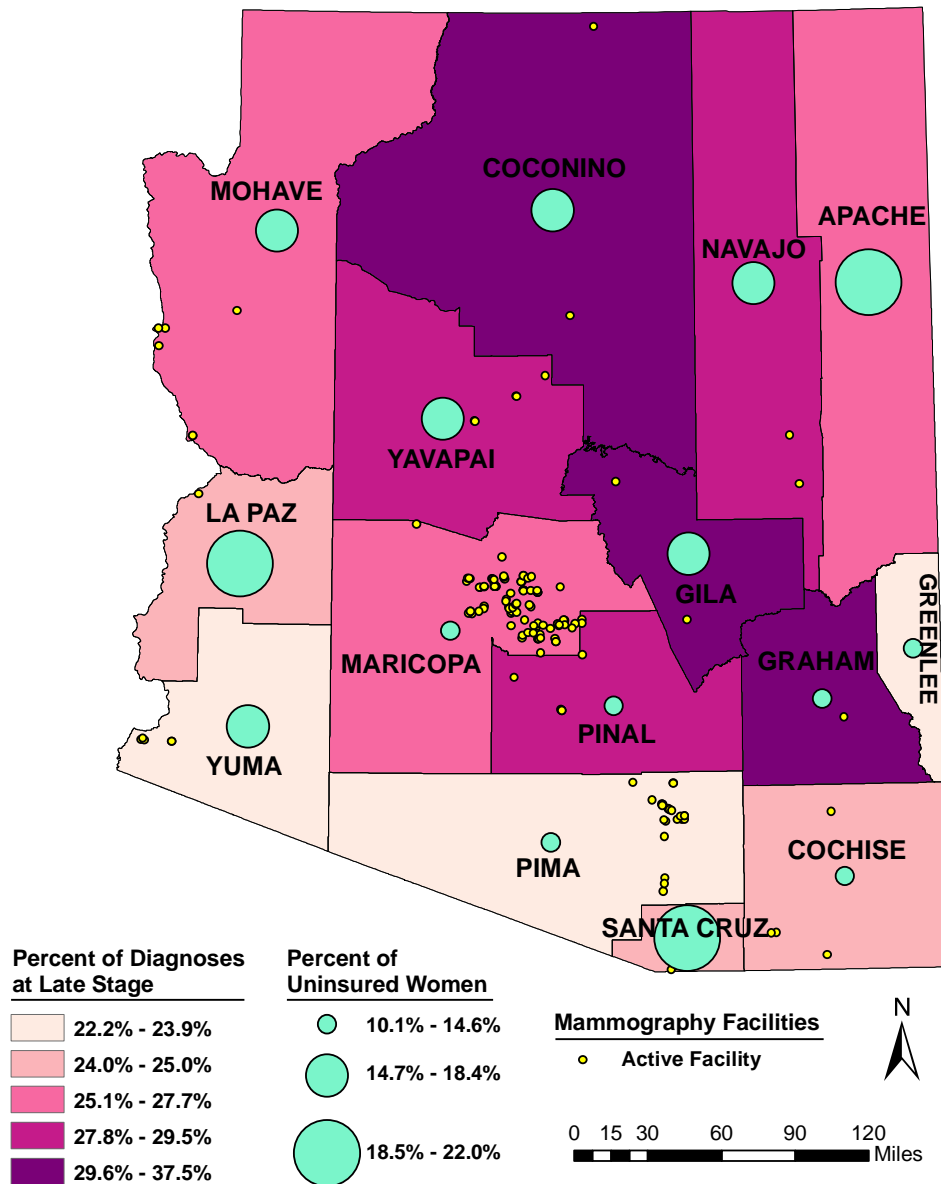 COCONINO
MOHAVE
APACHE
NAVAJO
YAVAPAI
LA PAZ
GILA
GREENLEE
MARICOPA
GRAHAM
PINAL
YUMA
COCHISE
PIMA
SANTA CRUZ
Percent of Diagnoses
at Late Stage
22.2% - 23.9%
24.0% - 25.0%
25.1% - 27.7%
27.8% - 29.5%
29.6% - 37.5%
Percent of
Uninsured Women
10.1% - 14.6%
14.7% - 18.4%
18.5% - 22.0%
Mammography Facilities
Active Facility
N
0 15 30 60 90 120
Miles